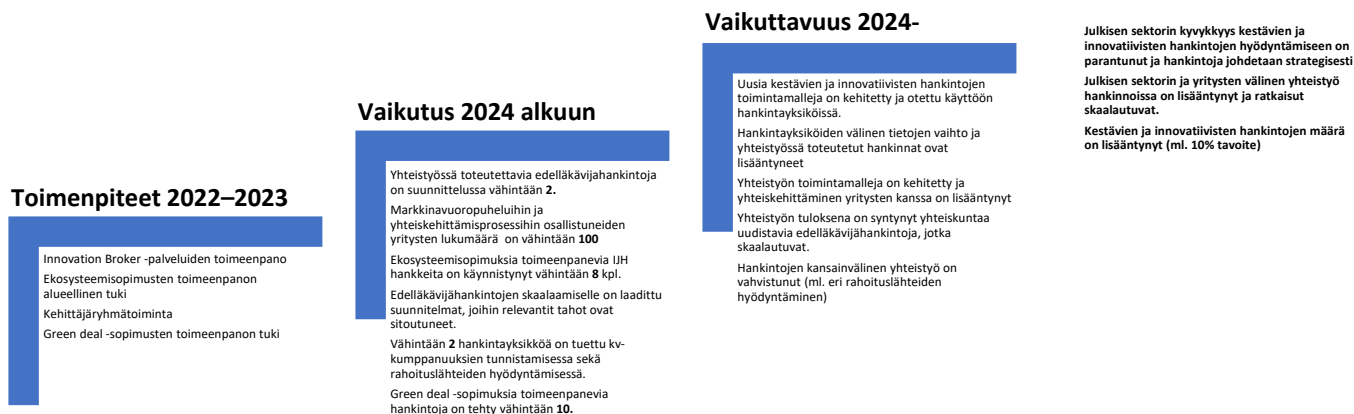 Toimenpiteet 2022–2023
Innovation Broker -palveluiden toimeenpano
Ekosysteemisopimusten toimeenpanon
alueellinen tuki
Kehittäjäryhmätoiminta
Green deal -sopimusten toimeenpanon tuki
Vaikutus 2024 alkuun
Yhteistyössä toteutettavia edelläkävijahankintoja
on suunnittelussa vähintään 2.
Markkinavuoropuheluihin ja
yhteiskehittämisprosessihin osallistuneiden
yritysten lukumäärä on vähintään 100
Ekosysteemisopimuksia toimeenpanevia IJH
hankkeita on käynnistynyt vähintään 8 kpl.
Edelläkävijähankintojen skaalaamiselle on laadittu
suunnitelmat, joihin relevantit tahot ovat
sitoutuneet.
Vähintään 2 hankintayksikköä on tuettu kv-
kumppanuuksien tunnistamisessa sekä
rahoituslähteiden hyödyntämisessä.
Green deal -sopimuksia toimeenpanevia
hankintoja on tehty vähintään 10.
Vaikuttavuus 2024-
Uusia kestävien ja innovatiivisten hankintojen
toimintamalleja on kehitetty ja otettu käyttöön
hankintayksiköissä.
Hankintayksiköiden välinen tietojen vaihto ja
yhteistyössä toteutetut hankinnat ovat
lisääntyneet
Yhteistyön toimintamalleja on kehitetty ja
yhteiskehittäminen yritysten kanssa on lisääntynyt
Yhteistyön tuloksena on syntynyt yhteiskuntaa
uudistavia edelläkävijähankintoja, jotka
skaalautuvat.
Hankintojen kansainvälinen yhteistyö on
vahvistunut (ml. eri rahoituslähteiden
hyödyntäminen)
Julkisen sektorin kyvykkyys kestävien ja
innovatiivisten hankintojen hyödyntämiseen on
parantunut ja hankintoja johdetaan strategisesti
Julkisen sektorin ja yritysten välinen yhteistyö
hankinnoissa on lisääntynyt ja ratkaisut
skaalautuvat.
Kestävien ja innovatiivisten hankintojen määrä
on lisääntynyt (ml. 10% tavoite)